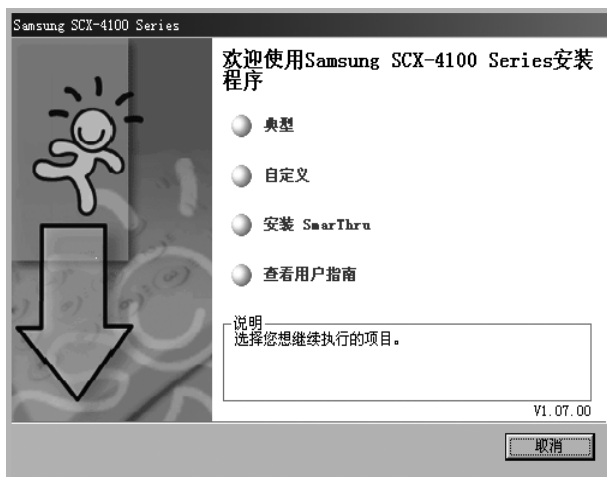 Samsung SCX-4100 Series
欢迎使用Samsung SCX-4100 Series安装
程序
典型
自定义
安装 SmarThru
查看用户指南
说明
选择您想继续执行的项目。
V1.07.00
取消